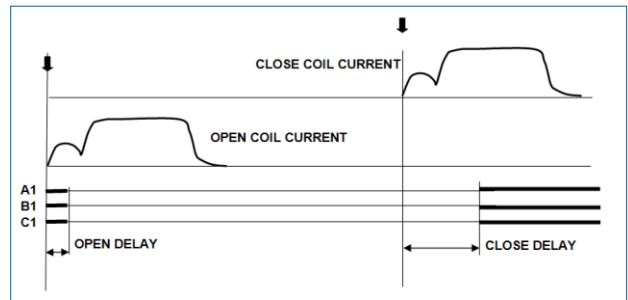 CLOSE COIL CURRENT
OPEN COIL CURRENT
A1
B1
C1
OPEN DELAY
CLOSE DELAY